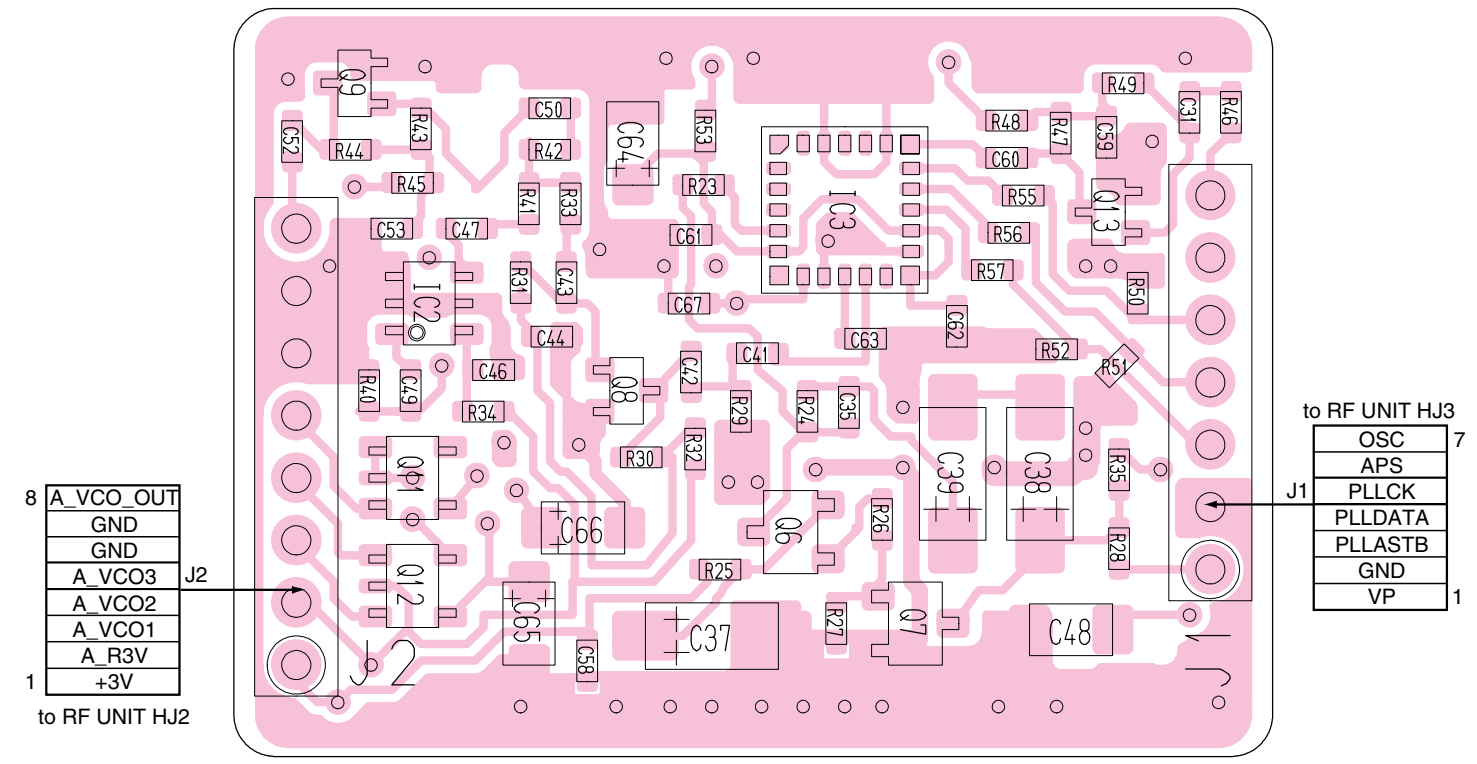 Q9
C50
R49
C52
R43
C64
R53
R48
R47
C59
C31
R46
R44
R42
C60
R45
R23
R55
R41
R33
IC3
Q13
C53
C47
C61
R56
R57
R31
C43
R50
IC2
C67
C62
C44
C63
R52
C41
R51
C46
C42
Q8
R40
C49
R34
R29
R24
C35
to RF UNIT HJ3
OSC 7
APS
J1 PLLCK
PLLDATA
PLLASTB
GND
VP 1
R32
R30
Q11
C39
C38
R35
8 A_VCO_OUT
GND
GND
A_VCO3 J2
A_VCO2
A_VCO1
A_R3V
1 +3V
to RF UNIT HJ2
C66
Q6
R26
R28
R25
Q12
C65
C37
R27
Q7
C48
C58
J2
J1